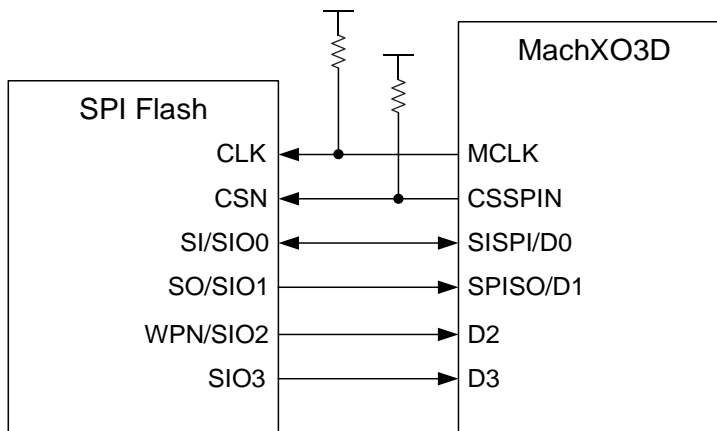 MachXO3D
SPI Flash
CLK
MCLK
CSN
CSSPIN
SI/SIO0
SISPI/D0
SO/SIO1
SPISO/D1
WPN/SIO2
D2
SIO3
D3